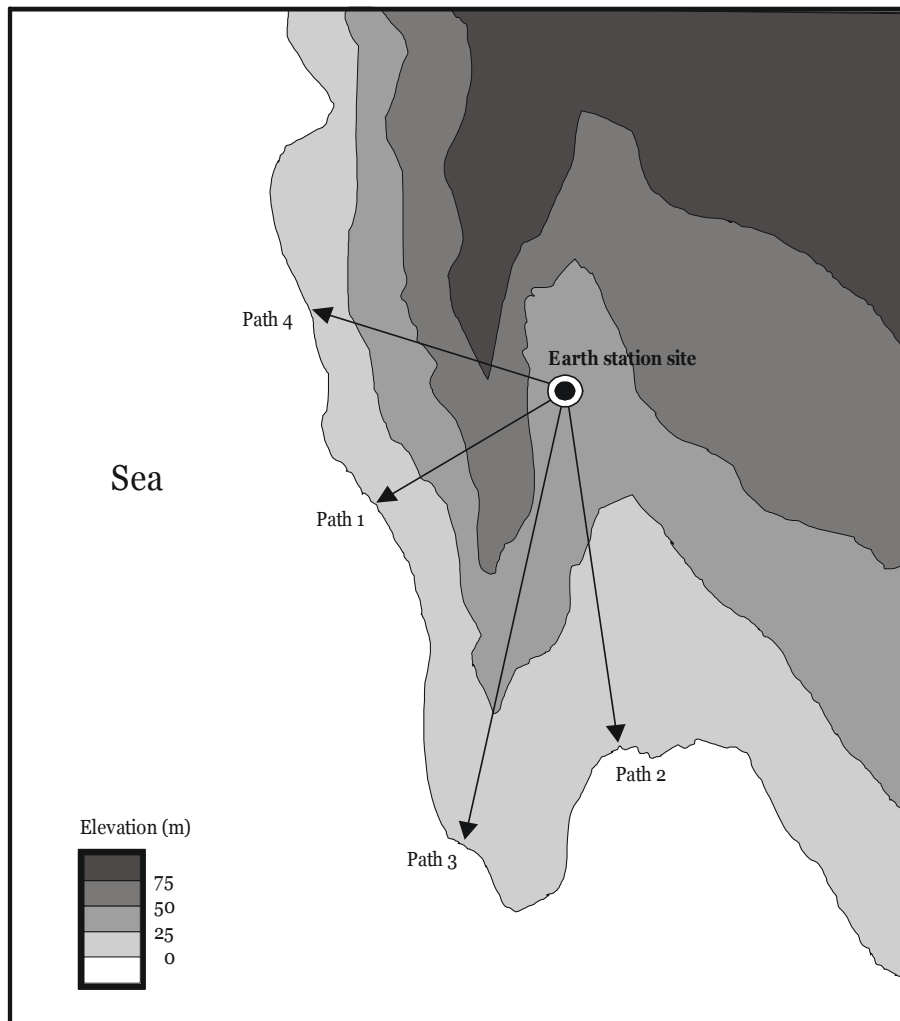 Path 4
Earth station site
Sea
Path 1
Path 2
Elevation (m)
Path 3
75
50
25
0